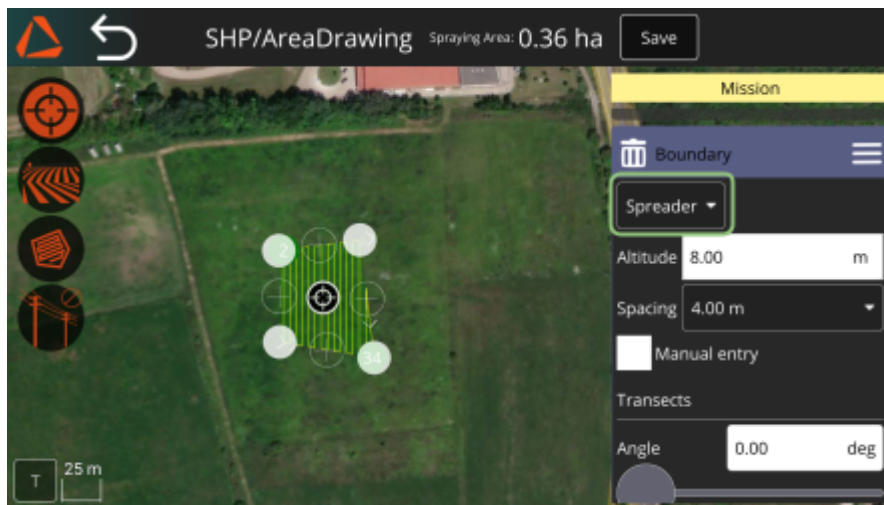 SHP/AreaDrawing Spraying Area: 0.36 ha Save
Mission
Boundary
Spreader
Altitude 8.00 m
Spacing 4.00 m
Manual entry
Transects
Angle 0.00 deg
2
34
T 25 m